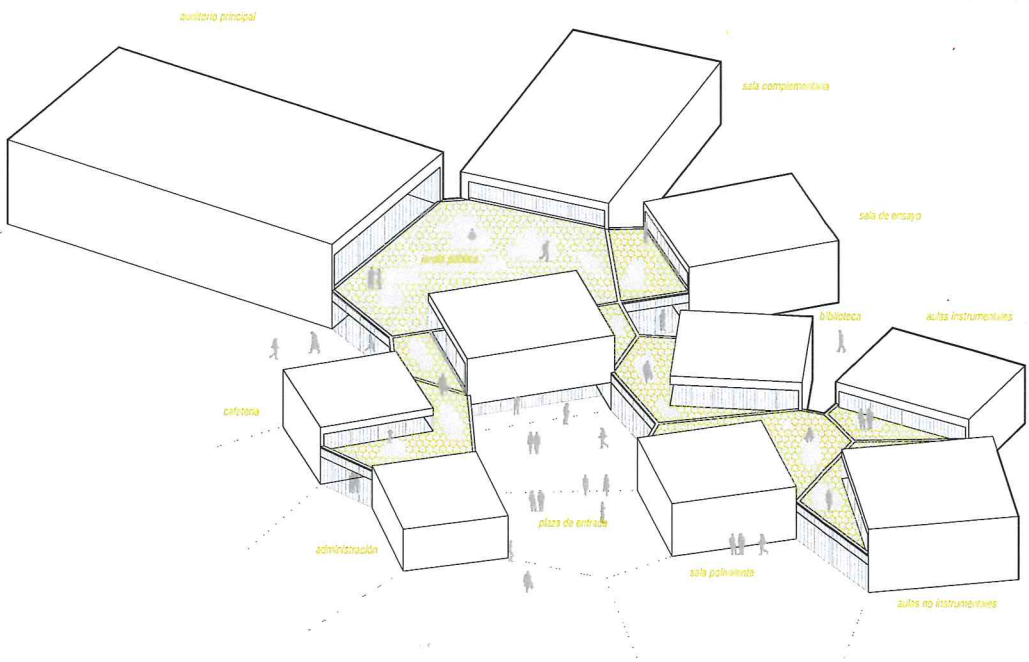 auditorio principal
sala complementaria
sala de ensayo
jardín público
biblioteca
aulas instrumentales
cafetería
plaza de entrada
administración
sala polivalente
aulas no instrumentales